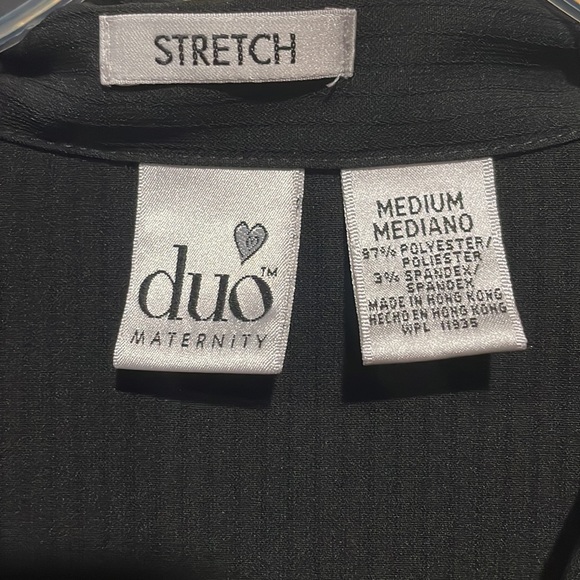 STRETCH
duo™
MATERNITY
MEDIUM
MEDIANO
97% POLYESTER/
POLIESTER
3% SPANDEX/
SPANDEX
MADE IN HONG KONG
HECHO EN HONG KONG
WPL 11935